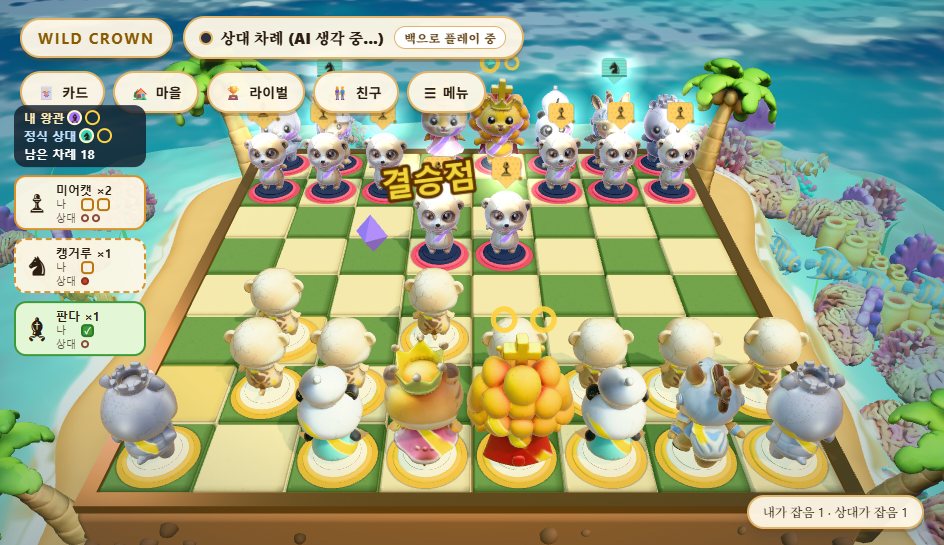 WILD CROWN
상대 차례 (AI 생각 중...)
백으로 플레이 중
카드
마을
라이벌
친구
☰ 메뉴
내 왕관
정식 상대
남은 차례 18
미어캣 ×2
나
상대
캥거루 ×1
나
상대
판다 ×1
나
상대
결승점
내가 잡음 1 · 상대가 잡음 1